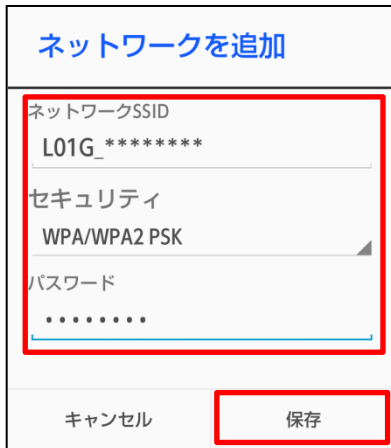 ネットワークを追加
ネットワークSSID
L01G_********
セキュリティ
WPA/WPA2 PSK
パスワード
••••••••
キャンセル 保存